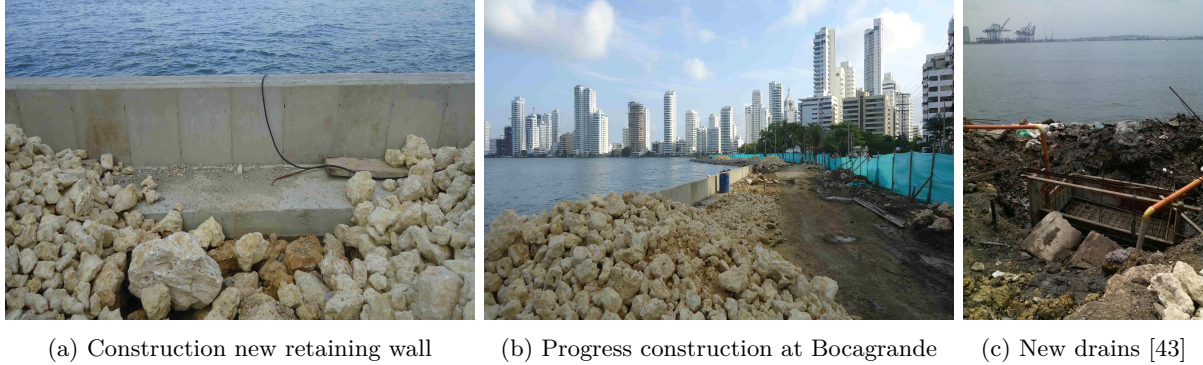 (a) Construction new retaining wall
(b) Progress construction at Bocagrande
(c) New drains [43]